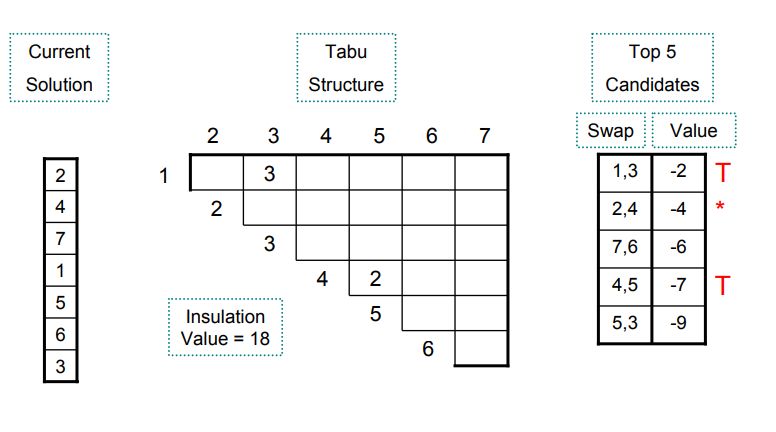 Current
Solution
Tabu
Structure
Top 5
Candidates
Swap Value
2 3 4 5 6 7
2
4
7
1
5
6
3
1 3
2
3
4 2
5
6
Insulation
Value = 18
1,3 -2 T
2,4 -4 *
7,6 -6
4,5 -7 T
5,3 -9